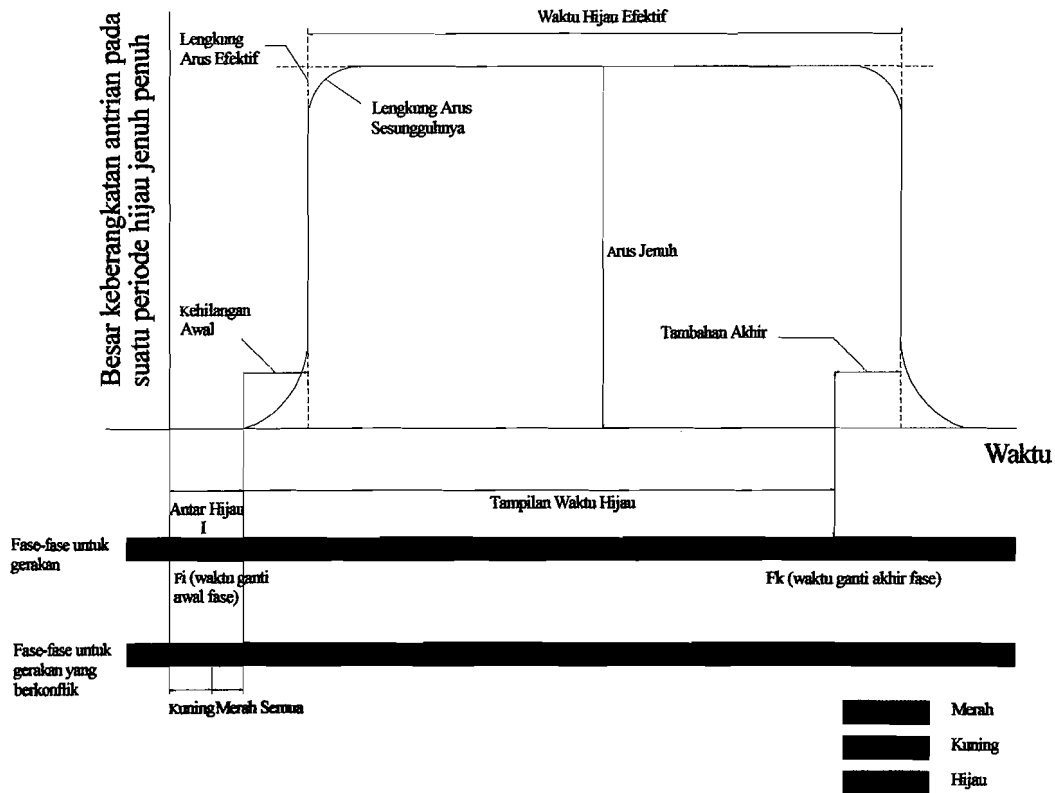 Waktu Hijau Efektif
Lengkung
Arus Efektif
Lengkung Arus
Sesungguhnya
Besar keberangkatan antrian pada
suatu periode hijau jenuh penuh
Arus Jenuh
Kehilangan
Awal
Tambahan Akhir
Waktu
Antar Hijau
I
Tampilan Waktu Hijau
Fase-fase untuk
gerakan
Fi (waktu ganti
awal fase)
Fk (waktu ganti akhir fase)
Fase-fase untuk
gerakan yang
berkonflik
Kuning Merah Semua
Merah
Kuning
Hijau